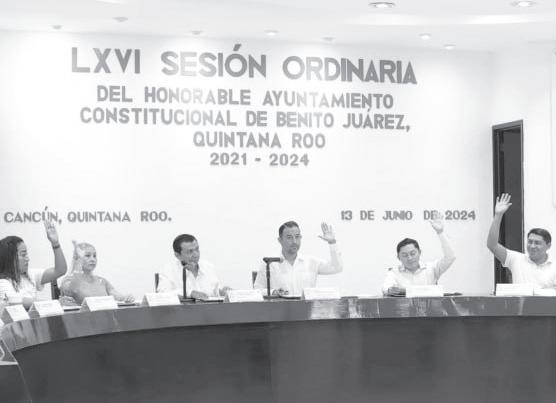 LXVI SESIÓN ORDINARIA
DEL HONORABLE AYUNTAMIENTO
CONSTITUCIONAL DE BENITO JUÁREZ,
QUINTANA ROO
2021 - 2024
CANCÚN, QUINTANA ROO.
13 DE JUNIO DE 2024